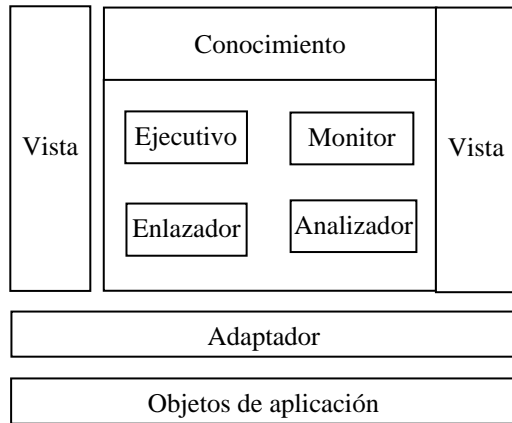 Conocimiento
Vista
Ejecutivo
Monitor
Vista
Enlazador
Analizador
Adaptador
Objetos de aplicación